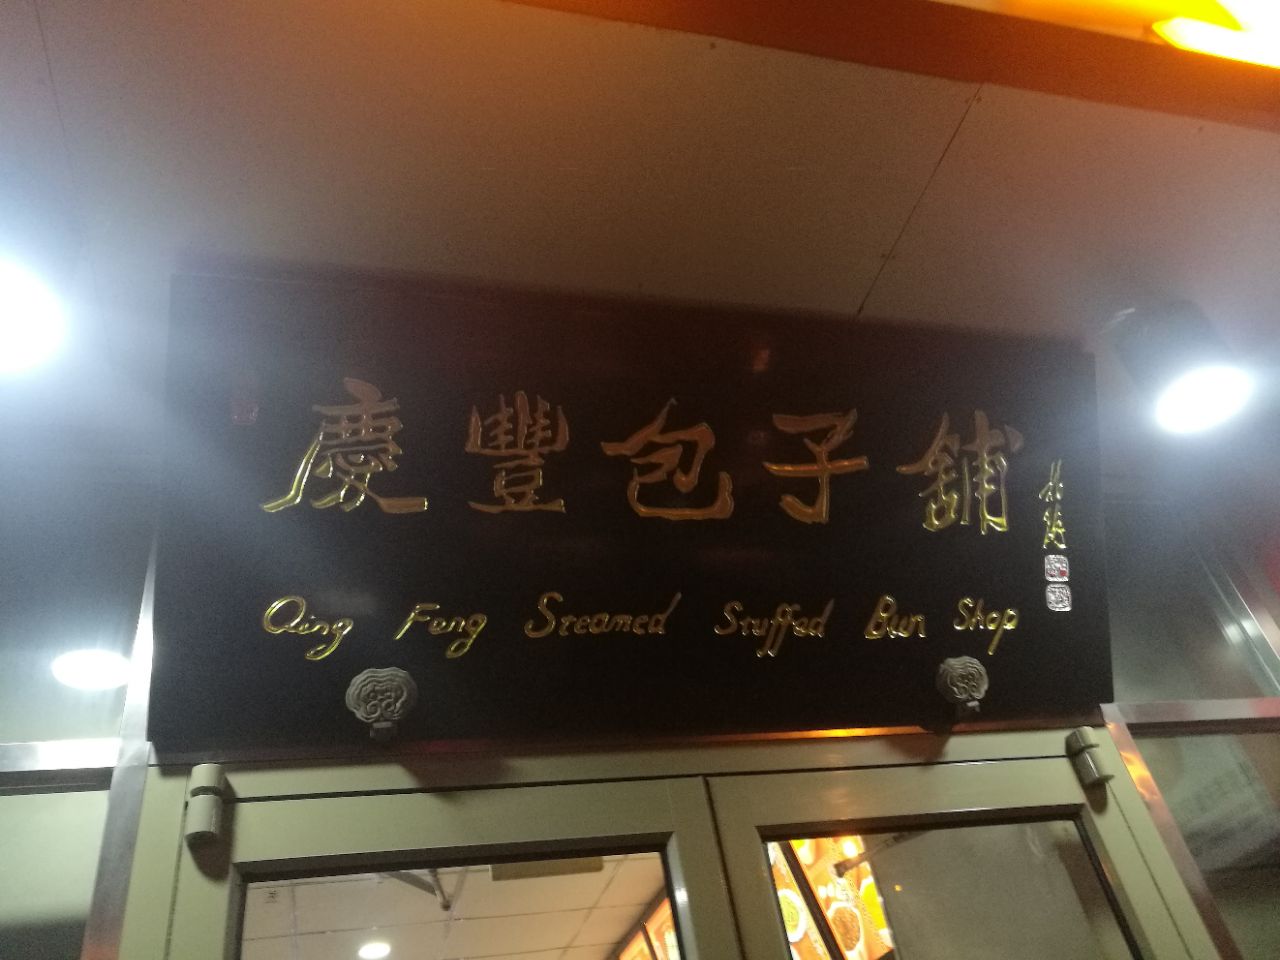 慶豐包子鋪
Qing Feng Steamed Stuffed Bun Shop